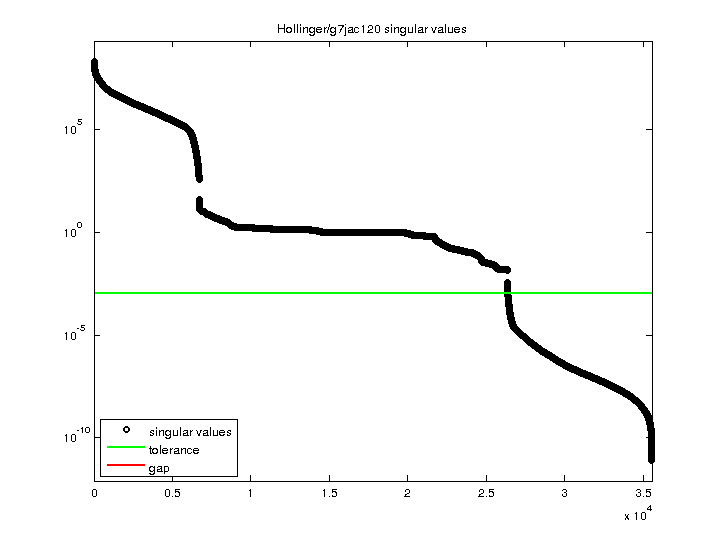 Hollinger/g7jac120 singular values
10^5
10^0
10^-5
10^-10
singular values
tolerance
gap
0 0.5 1 1.5 2 2.5 3 3.5
x 10^4